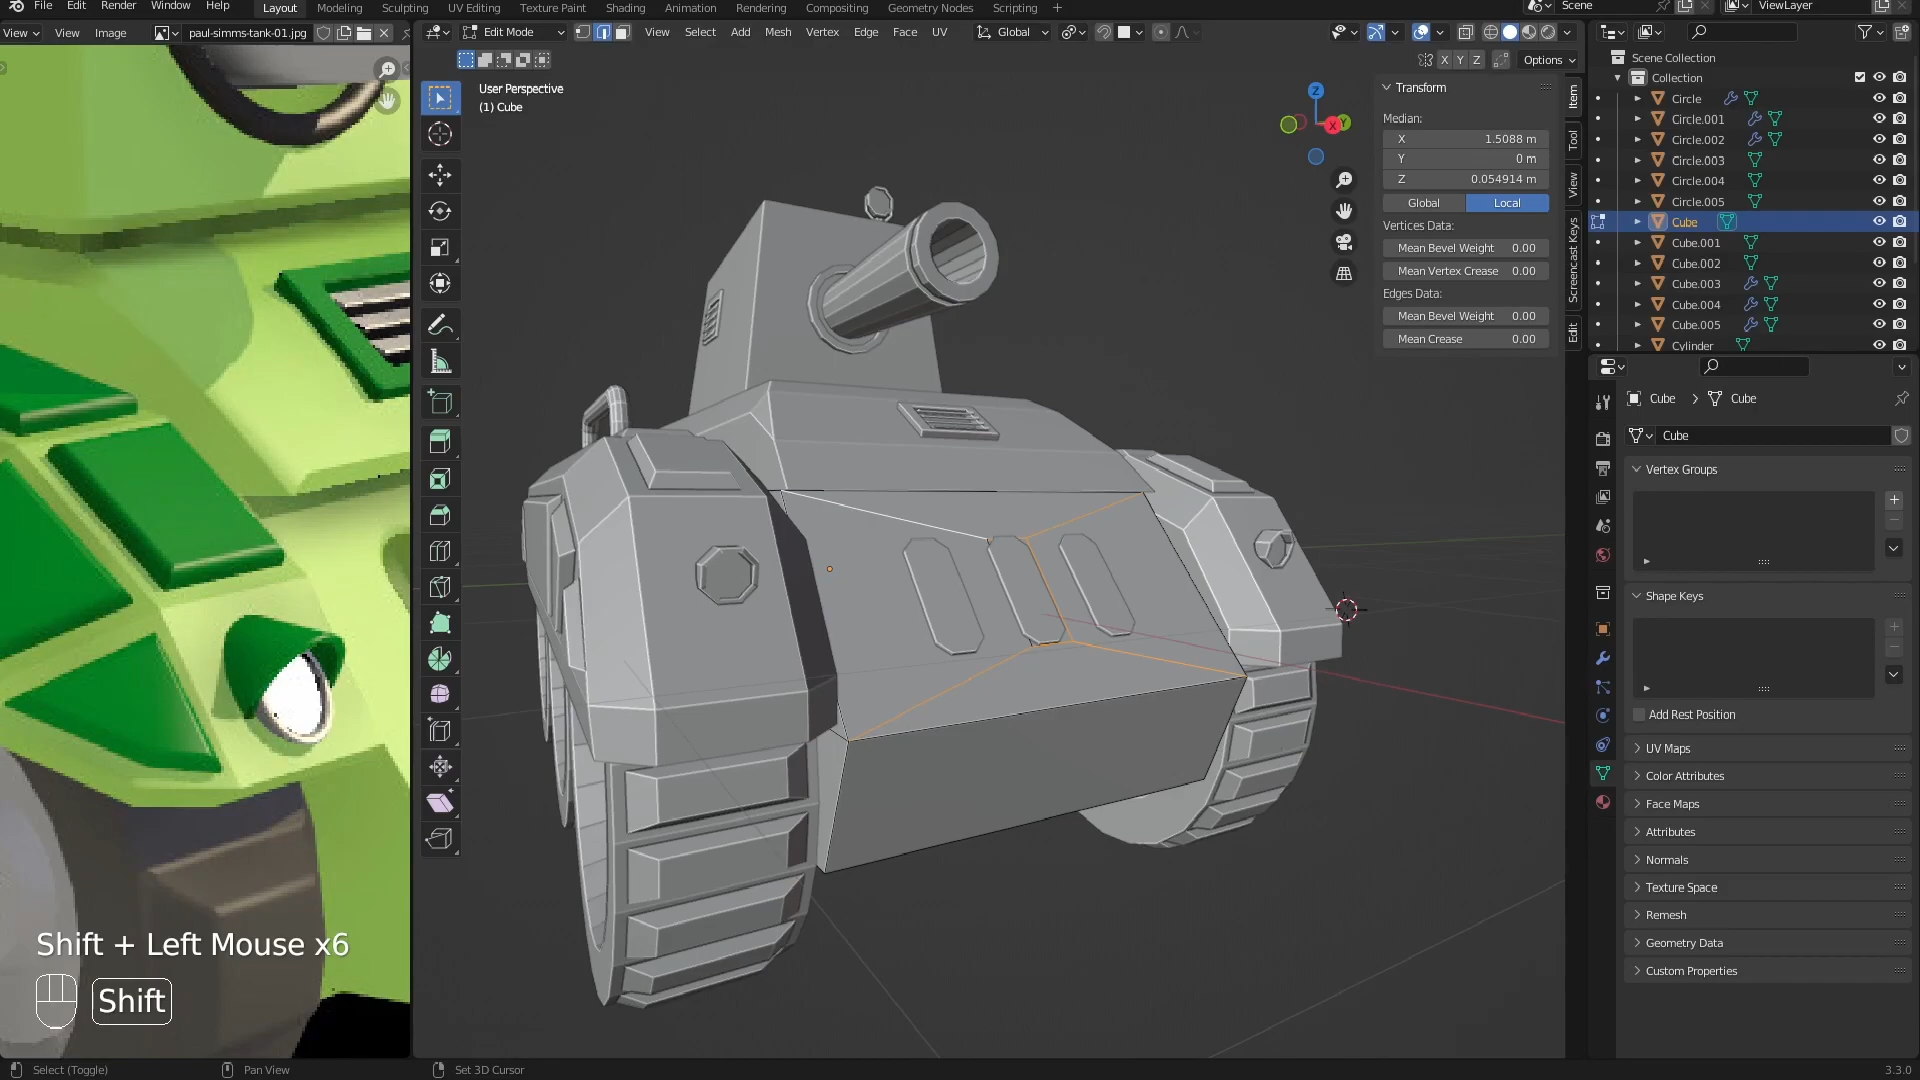 File Edit Render Window Help
Layout Modeling Sculpting UV Editing Texture Paint Shading Animation Rendering Compositing Geometry Nodes Scripting +
Scene ViewLayer
View View Image paul-simms-tank-01.jpg
Edit Mode View Select Add Mesh Vertex Edge Face UV Global
X Y Z Options
User Perspective
(1) Cube
Z
X Y
Transform
Median:
X 1.5088 m
Y 0 m
Z 0.054914 m
Global Local
Vertices Data:
Mean Bevel Weight 0.00
Mean Vertex Crease 0.00
Edges Data:
Mean Bevel Weight 0.00
Mean Crease 0.00
Item
Tool
View
Screencast Keys
Edit
Scene Collection
Collection
Circle
Circle.001
Circle.002
Circle.003
Circle.004
Circle.005
Cube
Cube.001
Cube.002
Cube.003
Cube.004
Cube.005
Cylinder
Cube > Cube
Cube
Vertex Groups
Shape Keys
Add Rest Position
UV Maps
Color Attributes
Face Maps
Attributes
Normals
Texture Space
Remesh
Geometry Data
Custom Properties
Shift + Left Mouse x6
Shift
Select (Toggle) Pan View Set 3D Cursor 3.3.0